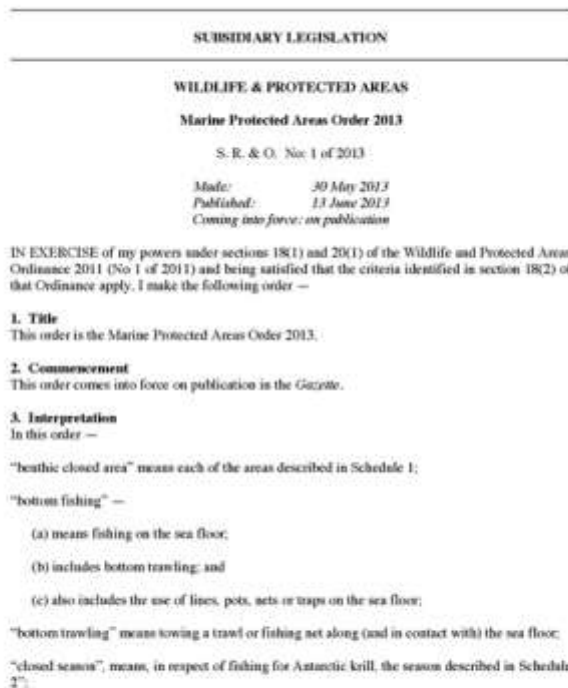 SUBSIDIARY LEGISLATION
WILDLIFE & PROTECTED AREAS
Marine Protected Areas Order 2013
S. R. & O. No: 1 of 2013
Made: 30 May 2013
Published: 13 June 2013
Coming into force: on publication
IN EXERCISE of my powers under sections 18(1) and 20(1) of the Wildlife and Protected Areas
Ordinance 2011 (No 1 of 2011) and being satisfied that the criteria identified in section 18(2) of
that Ordinance apply, I make the following order —
1. Title
This order is the Marine Protected Areas Order 2013.
2. Commencement
This order comes into force on publication in the Gazette.
3. Interpretation
In this order —
"benthic closed area" means each of the areas described in Schedule 1;
"bottom fishing" —
(a) means fishing on the sea floor;
(b) includes bottom trawling; and
(c) also includes the use of lines, pots, nets or traps on the sea floor;
"bottom trawling" means towing a trawl or fishing net along (and in contact with) the sea floor;
"closed season", means, in respect of fishing for Antarctic krill, the season described in Schedule
2";